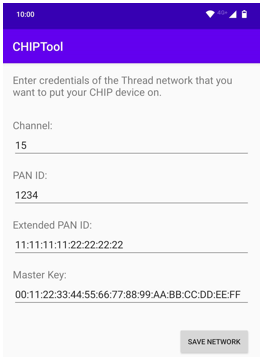 10:00
4G+
CHIPTool
Enter credentials of the Thread network that you
want to put your CHIP device on.
Channel:
15
PAN ID:
1234
Extended PAN ID:
11:11:11:11:22:22:22:22
Master Key:
00:11:22:33:44:55:66:77:88:99:AA:BB:CC:DD:EE:FF
SAVE NETWORK